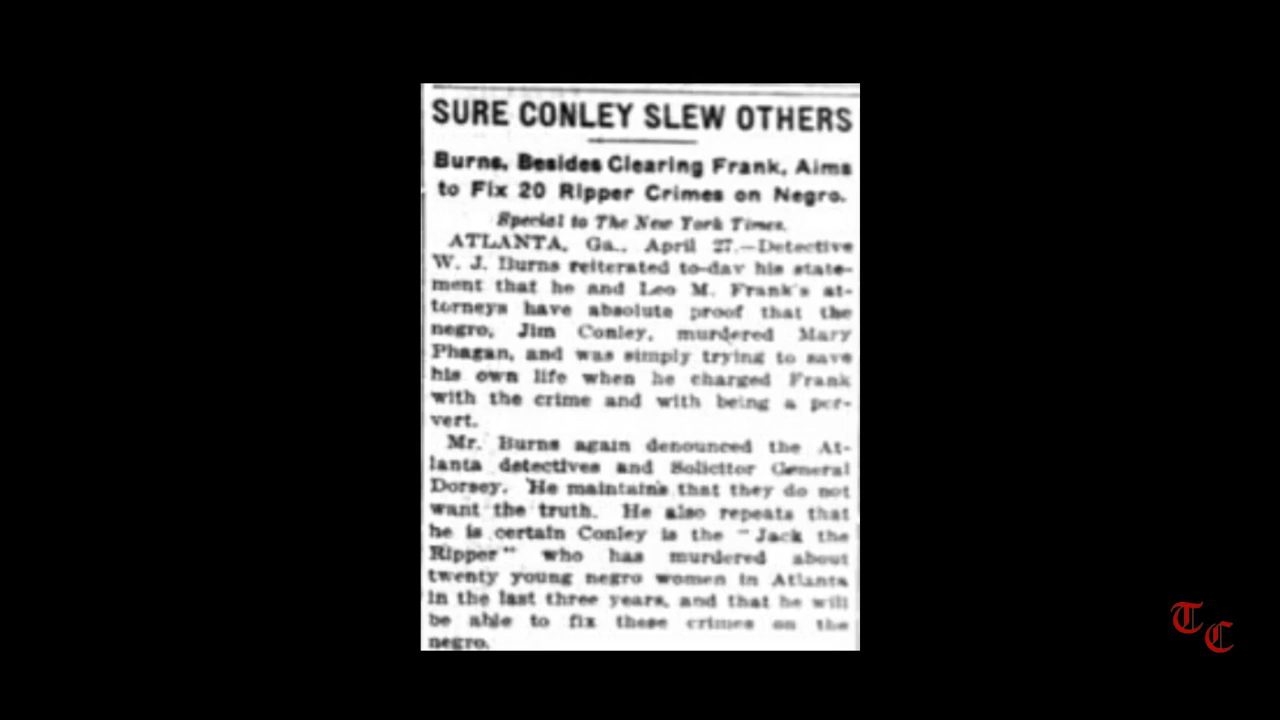 SURE CONLEY SLEW OTHERS
Burns, Besides Clearing Frank, Aims
to Fix 20 Ripper Crimes on Negro.
Special to The New York Times.
ATLANTA, Ga., April 27.—Detective
W. J. Burns reiterated to-day his state-
ment that he and Leo M. Frank's at-
torneys have absolute proof that the
negro, Jim Conley, murdered Mary
Phagan, and was simply trying to save
his own life when he charged Frank
with the crime and with being a per-
vert.
Mr. Burns again denounced the At-
lanta detectives and Solicitor General
Dorsey. He maintains that they do not
want the truth. He also repeats that
he is certain Conley is the "Jack the
Ripper" who has murdered about
twenty young negro women in Atlanta
in the last three years, and that he will
be able to fix these crimes on the
negro.
TC